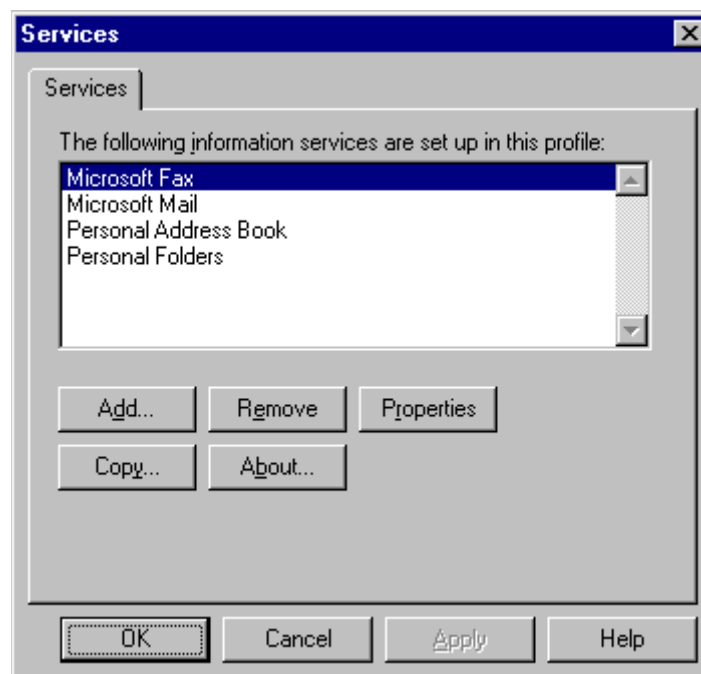 Services
Services
The following information services are set up in this profile:
Microsoft Fax
Microsoft Mail
Personal Address Book
Personal Folders
Add... Remove Properties
Copy... About...
OK Cancel Apply Help